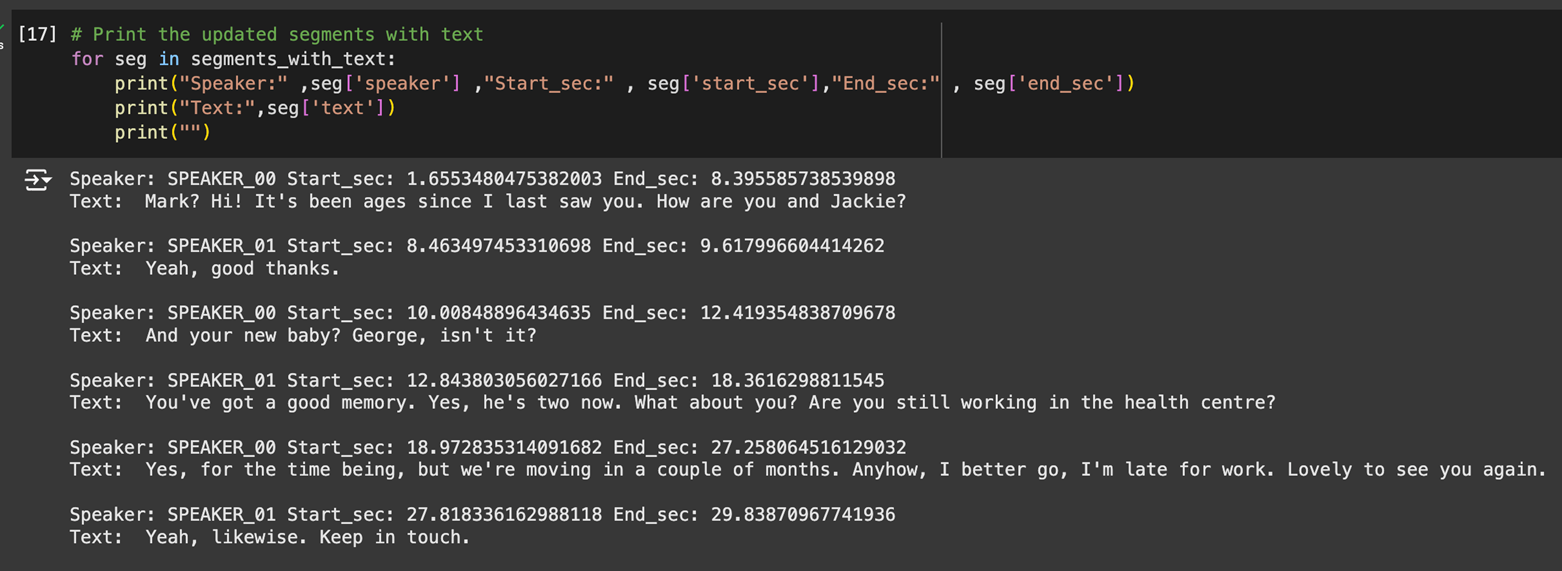 [17] # Print the updated segments with text
for seg in segments_with_text:
    print("Speaker:" ,seg['speaker'] ,"Start_sec:" , seg['start_sec'],"End_sec:" , seg['end_sec'])
    print("Text:",seg['text'])
    print("")
Speaker: SPEAKER_00 Start_sec: 1.6553480475382003 End_sec: 8.395585738539898
Text:  Mark? Hi! It's been ages since I last saw you. How are you and Jackie?
Speaker: SPEAKER_01 Start_sec: 8.463497453310698 End_sec: 9.617996604414262
Text:  Yeah, good thanks.
Speaker: SPEAKER_00 Start_sec: 10.00848896434635 End_sec: 12.419354838709678
Text:  And your new baby? George, isn't it?
Speaker: SPEAKER_01 Start_sec: 12.843803056027166 End_sec: 18.3616298811545
Text:  You've got a good memory. Yes, he's two now. What about you? Are you still working in the health centre?
Speaker: SPEAKER_00 Start_sec: 18.972835314091682 End_sec: 27.258064516129032
Text:  Yes, for the time being, but we're moving in a couple of months. Anyhow, I better go, I'm late for work. Lovely to see you again.
Speaker: SPEAKER_01 Start_sec: 27.818336162988118 End_sec: 29.83870967741936
Text:  Yeah, likewise. Keep in touch.